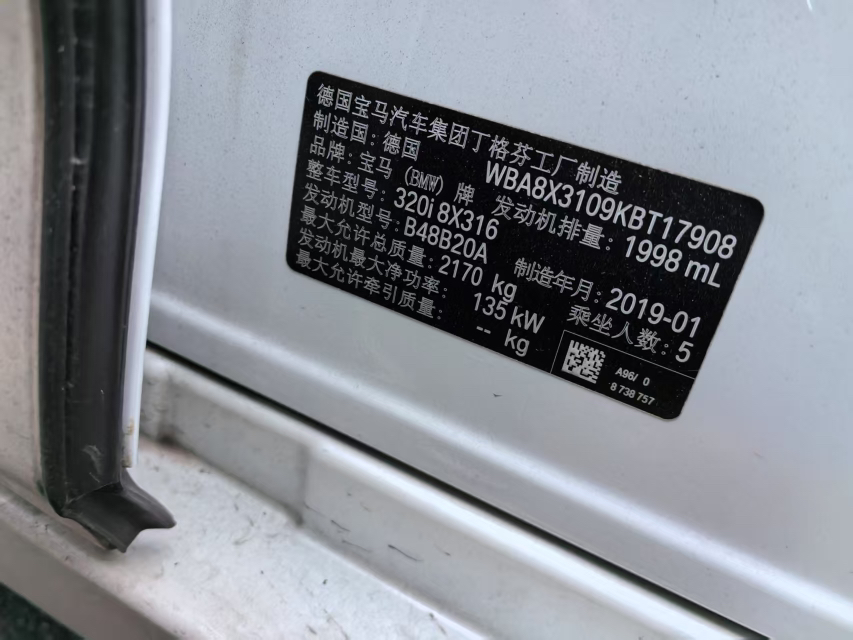 德国宝马汽车集团丁格芬工厂制造
制造国：德国 WBA8X3109KBT17908
品牌：宝马（BMW）牌 发动机排量：1998 mL
整车型号：320i 8X316
发动机型号：B48B20A 制造年月：2019-01
最大允许总质量：2170 kg 乘坐人数：5
发动机最大净功率：135 kW
最大允许牵引质量：-- kg
A96/ 0
8 738 757